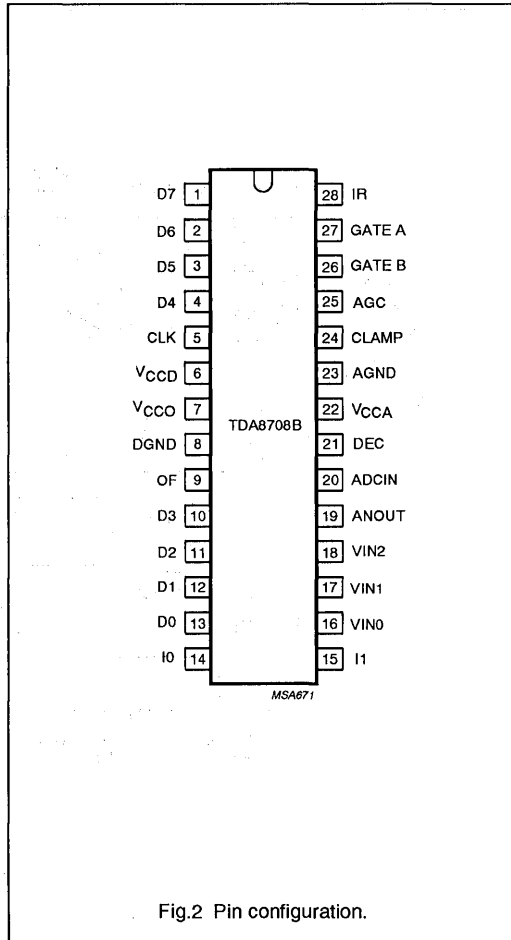 D7 1 28 IR
D6 2 27 GATE A
D5 3 26 GATE B
D4 4 25 AGC
CLK 5 24 CLAMP
VCCD 6 23 AGND
VCCO 7 22 VCCA
TDA8708B
DGND 8 21 DEC
OF 9 20 ADCIN
D3 10 19 ANOUT
D2 11 18 VIN2
D1 12 17 VIN1
D0 13 16 VIN0
I0 14 15 I1
MSA671
Fig.2 Pin configuration.